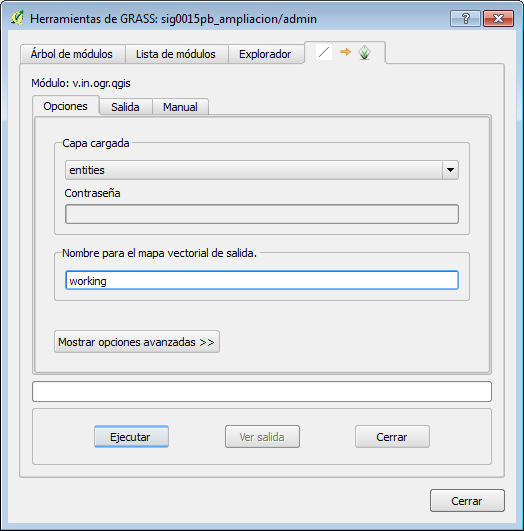 Herramientas de GRASS: sig0015pb_ampliacion/admin
?
Árbol de módulos Lista de módulos Explorador
Módulo: v.in.ogr.qgis
Opciones Salida Manual
Capa cargada
entities
Contraseña
Nombre para el mapa vectorial de salida.
working
Mostrar opciones avanzadas >>
Ejecutar Ver salida Cerrar
Cerrar